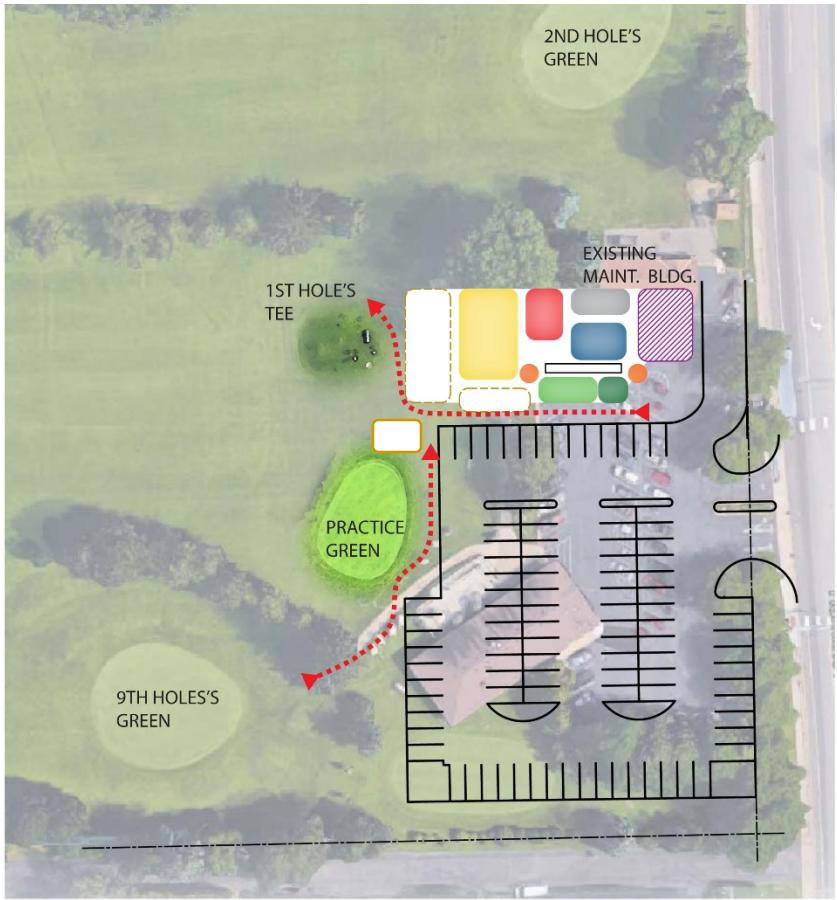 2ND HOLE'S
GREEN
EXISTING
MAINT. BLDG.
1ST HOLE'S
TEE
PRACTICE
GREEN
9TH HOLES'S
GREEN